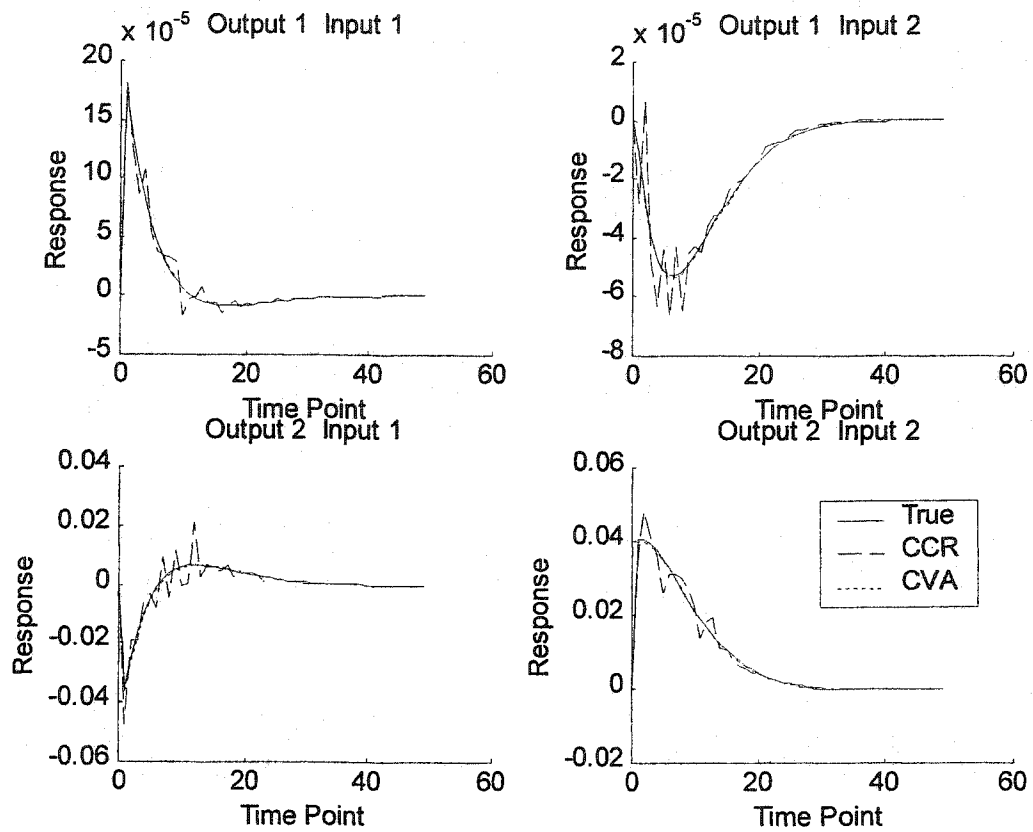 x 10-5 Output 1 Input 1
20
15
10
5
0
-5
Response
0 20 40 60
Time Point
x 10-5 Output 1 Input 2
2
0
-2
-4
-6
-8
Response
0 20 40 60
Time Point
Output 2 Input 1
0.04
0.02
0
-0.02
-0.04
-0.06
Response
0 20 40 60
Time Point
Output 2 Input 2
0.06
0.04
0.02
0
-0.02
Response
0 20 40 60
Time Point
True
CCR
CVA